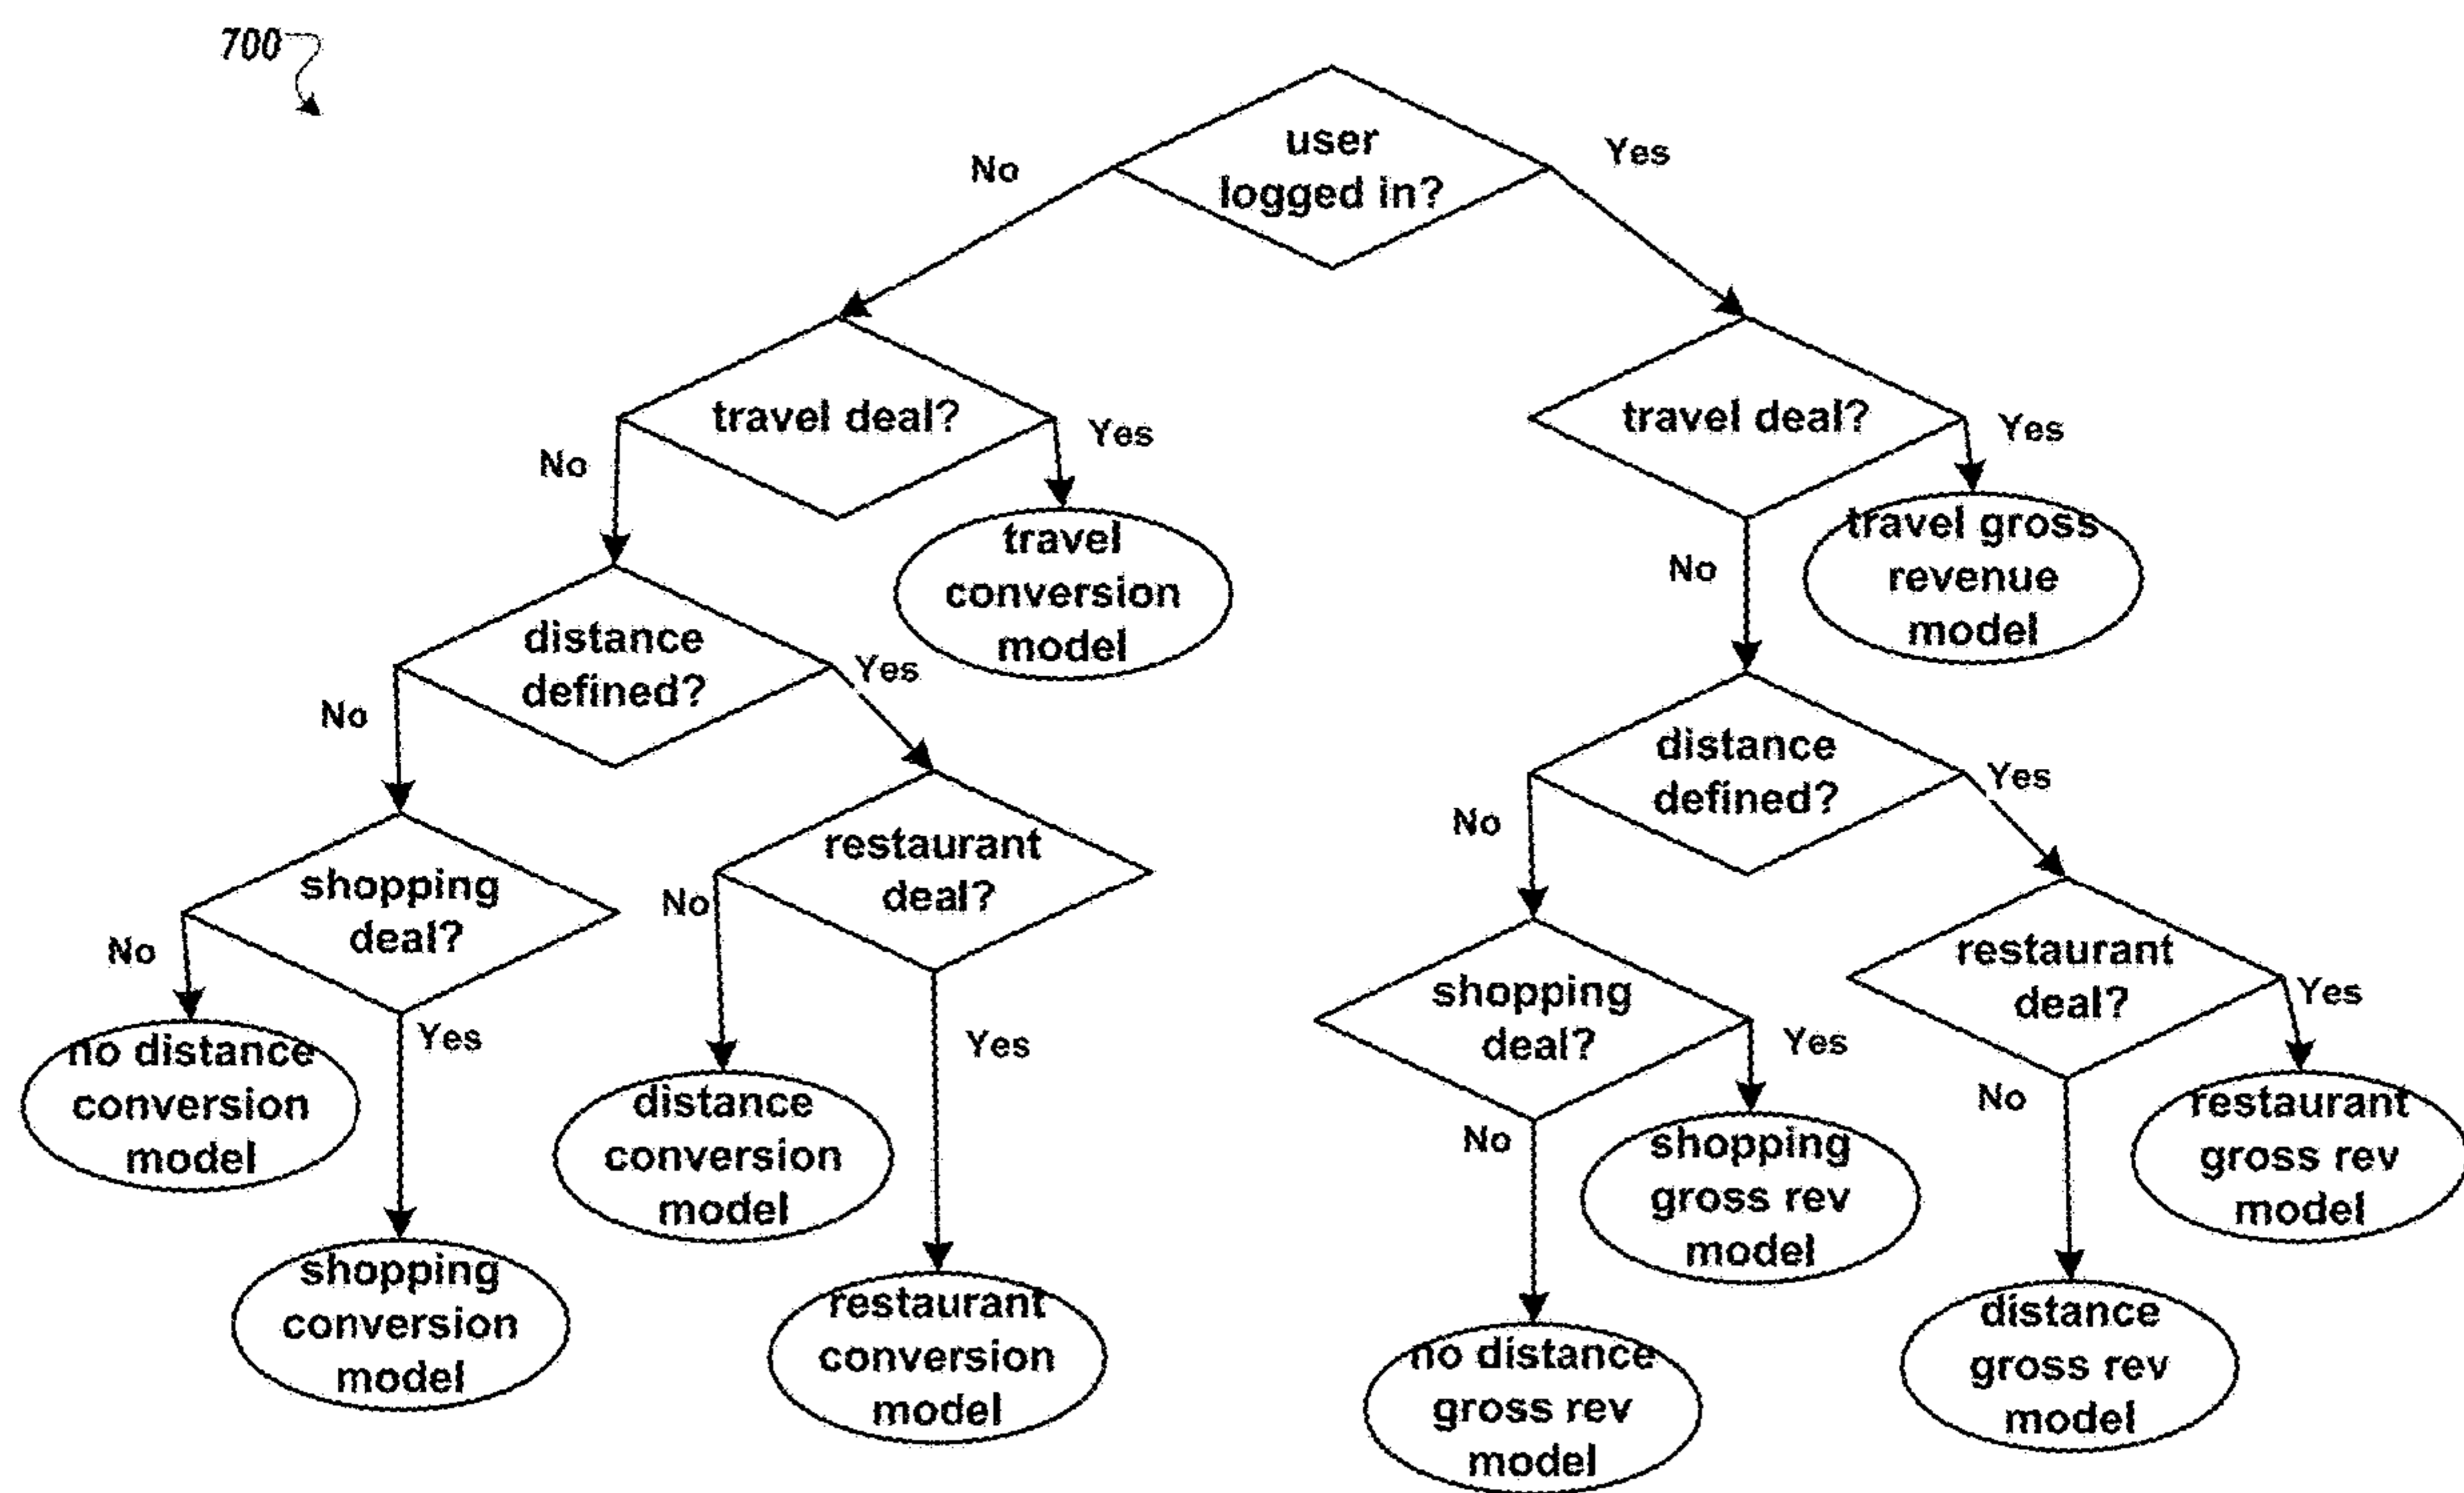 700
user
logged in?
No
Yes
travel deal?
No
Yes
travel
conversion
model
travel deal?
Yes
No
travel gross
revenue
model
distance
defined?
No
Yes
distance
defined?
No
Yes
shopping
deal?
No
Yes
restaurant
deal?
No
Yes
shopping
deal?
Yes
No
restaurant
deal?
Yes
No
no distance
conversion
model
shopping
conversion
model
distance
conversion
model
restaurant
conversion
model
shopping
gross rev
model
no distance
gross rev
model
restaurant
gross rev
model
distance
gross rev
model